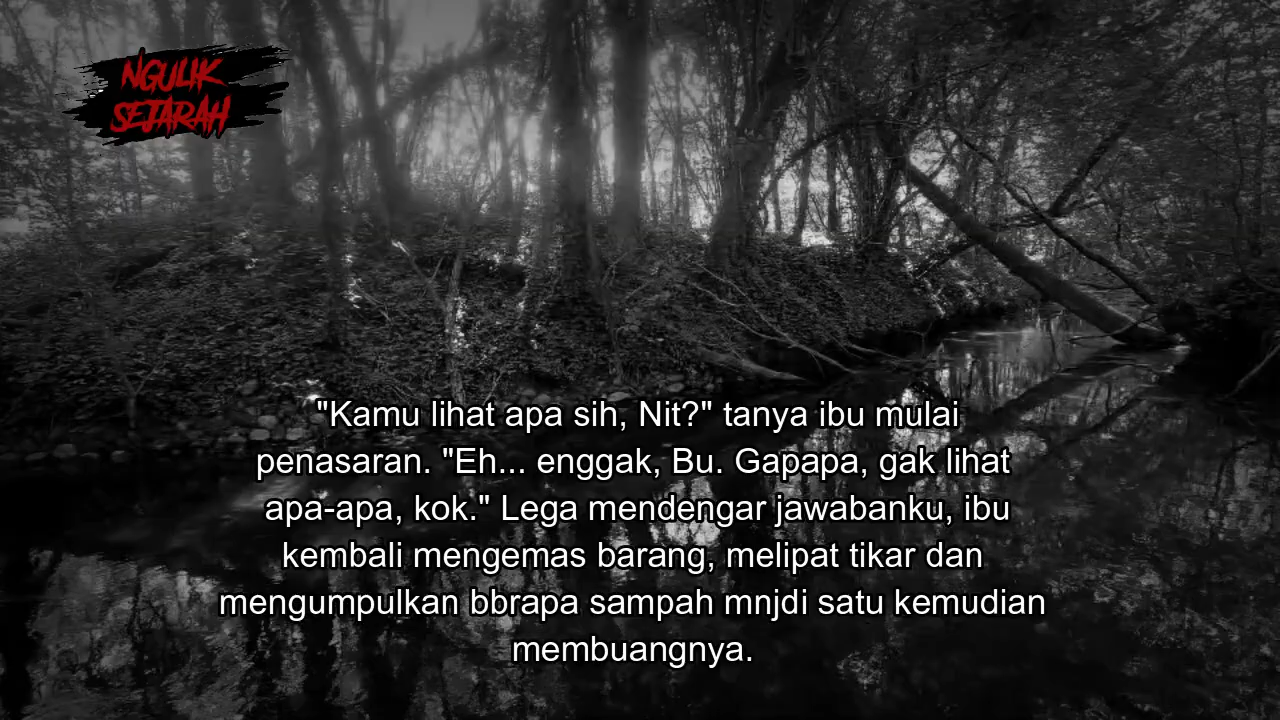 NGULIK
SEJARAH
"Kamu lihat apa sih, Nit?" tanya ibu mulai
penasaran. "Eh... enggak, Bu. Gapapa, gak lihat
apa-apa, kok." Lega mendengar jawabanku, ibu
kembali mengemas barang, melipat tikar dan
mengumpulkan bbrapa sampah mnjdi satu kemudian
membuangnya.